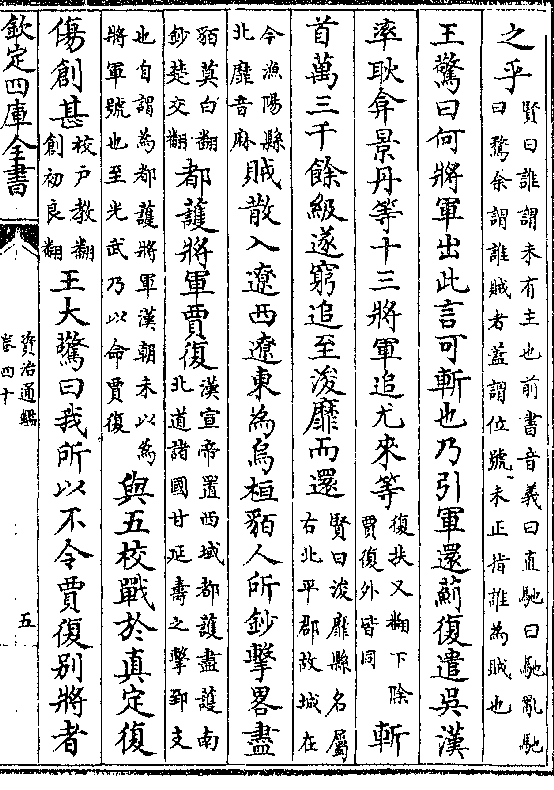 之乎賢曰誰謂未有主也前書音義曰直馳曰馳亂馳曰騖余謂誰賊者蓋謂位號未正指誰為賊也
王驚曰何將軍出此言可斬也乃引軍還薊復遣吳漢
率耿弇景丹等十三將軍追尤來等復扶又翻下除賈復外皆同斬
首萬三千餘級遂窮追至浚靡而還賢曰浚靡縣名屬右北平郡故城在
今漁陽縣北靡音麻賊散入遼西遼東為烏桓貊人所鈔擊畧盡
貊莫白翻鈔楚交翻都護將軍賈復漢宣帝置西域都護盡護南北道諸國甘延壽之擊郅支
也自謂為都護將軍漢朝未以為將軍號也至光武乃以命賈復與五校戰於真定復
傷創甚校戶教翻創初良翻王大驚曰我所以不令賈復別將者
欽定四庫全書
資治通鑑
卷四十
五